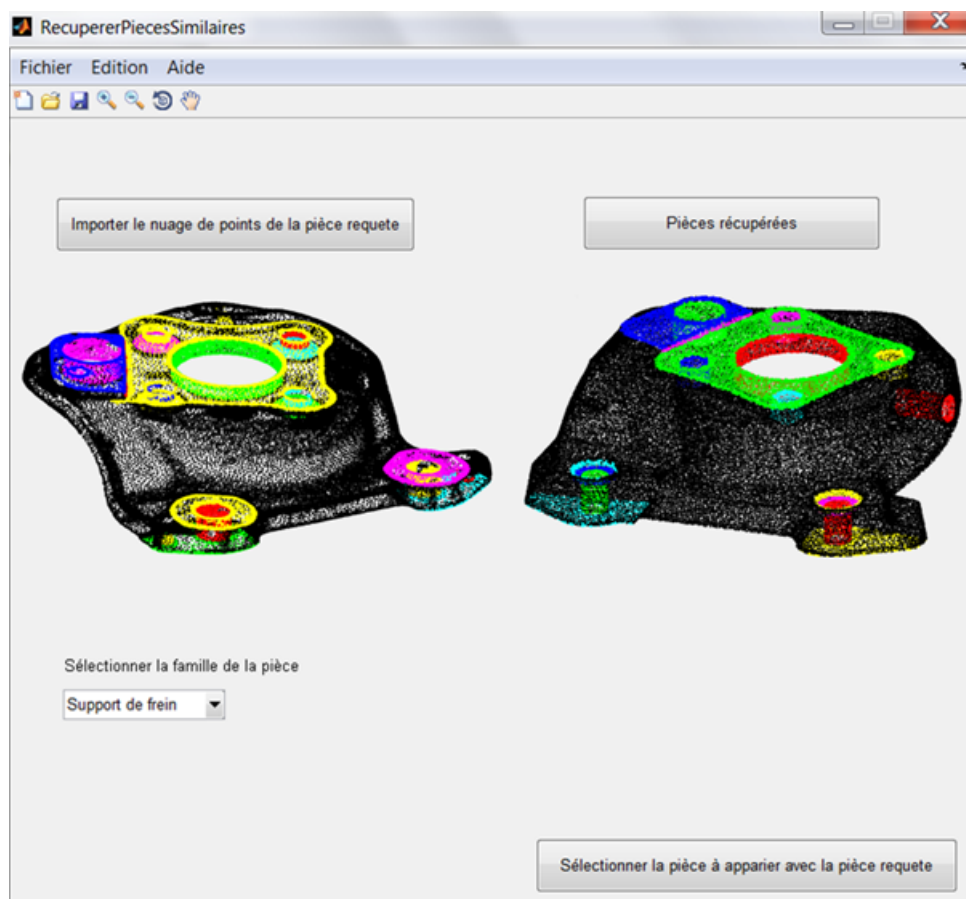 RecupererPiecesSimilaires
Fichier Edition Aide
Importer le nuage de points de la pièce requete
Pièces récupérées
Sélectionner la famille de la pièce
Support de frein
Sélectionner la pièce à apparier avec la pièce requete